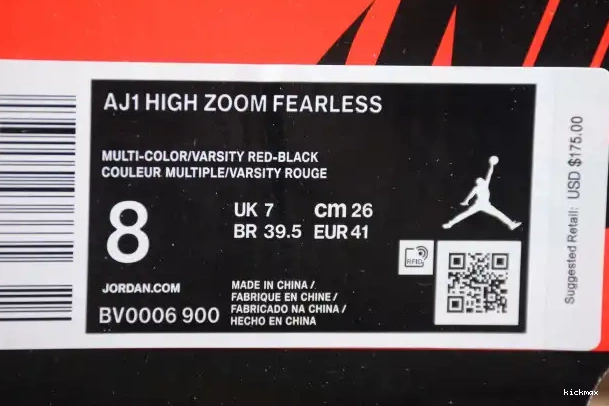 AJ1 HIGH ZOOM FEARLESS
MULTI-COLOR/VARSITY RED-BLACK
COULEUR MULTIPLE/VARSITY ROUGE
8
UK 7 cm 26
BR 39.5 EUR 41
RFID
JORDAN.COM
BV0006 900
MADE IN CHINA /
FABRIQUE EN CHINE /
FABRICADO NA CHINA /
HECHO EN CHINA
Suggested Retail: USD $175.00
kickmax